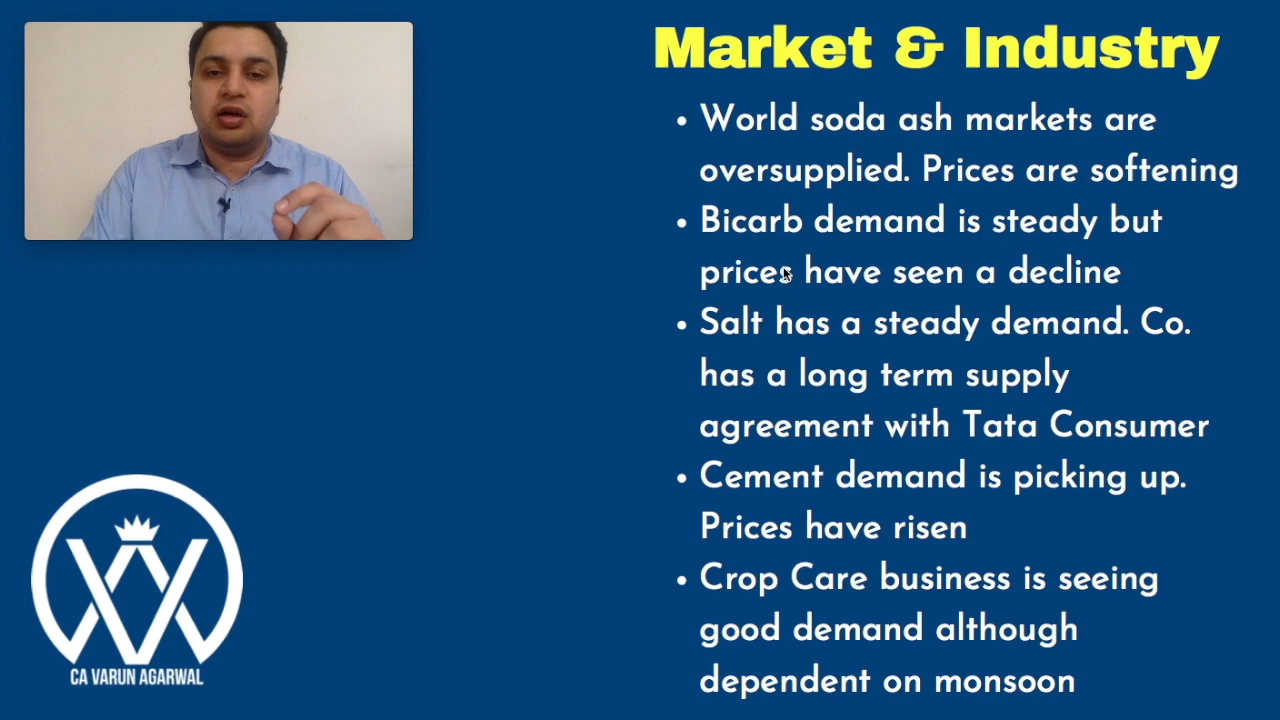 Market & Industry
• World soda ash markets are
oversupplied. Prices are softening
• Bicarb demand is steady but
prices have seen a decline
• Salt has a steady demand. Co.
has a long term supply
agreement with Tata Consumer
• Cement demand is picking up.
Prices have risen
• Crop Care business is seeing
good demand although
dependent on monsoon
CA VARUN AGARWAL